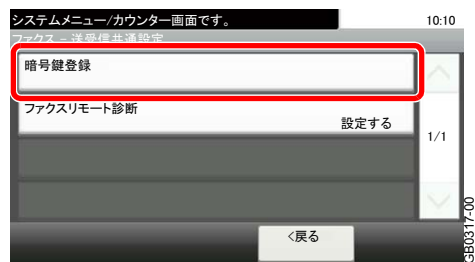 システムメニュー/カウンター画面です。
10:10
ファクス - 送受信共通設定
暗号鍵登録
ファクスリモート診断
設定する
1/1
<戻る
GB0317-00